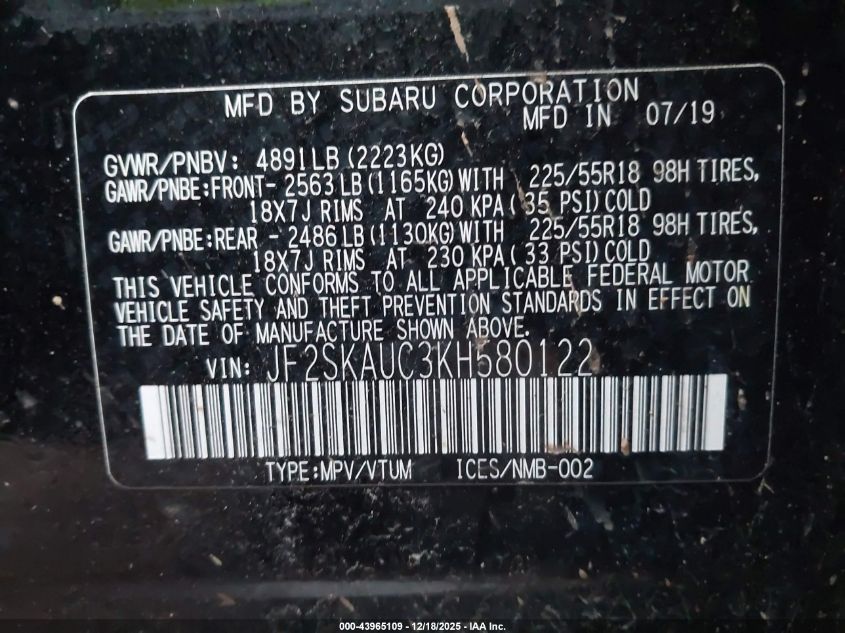 MFD BY SUBARU CORPORATION
MFD IN 07/19
GVWR/PNBV: 4891LB (2223KG)
GAWR/PNBE:FRONT- 2563LB(1165KG)WITH 225/55R18 98H TIRES,
18X7J RIMS AT 240 KPA( 35 PSI)COLD
GAWR/PNBE:REAR - 2486LB(1130KG)WITH 225/55R18 98H TIRES,
18X7J RIMS AT 230 KPA( 33 PSI)COLD
THIS VEHICLE CONFORMS TO ALL APPLICABLE FEDERAL MOTOR
VEHICLE SAFETY AND THEFT PREVENTION STANDARDS IN EFFECT ON
THE DATE OF MANUFACTURE SHOWN ABOVE.
VIN: JF2SKAUC3KH580122
TYPE:MPV/VTUM ICES/NMB-002
000-43965109 - 12/18/2025 - IAA Inc.